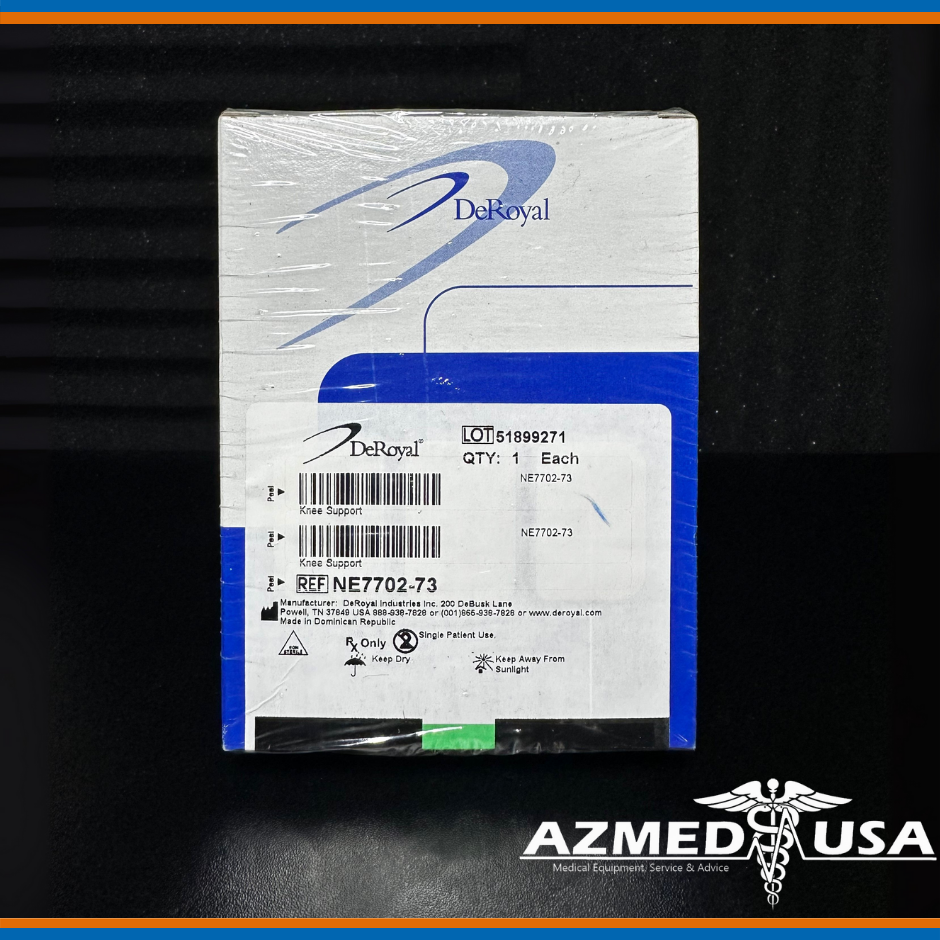 DeRoyal
DeRoyal®
LOT 51899271
QTY: 1 Each
Peel
NE7702-73
Knee Support
Peel
NE7702-73
Knee Support
Peel
REF NE7702-73
Manufacturer: DeRoyal Industries Inc. 200 DeBusk Lane
Powell, TN 37849 USA 888-938-7828 or (001)865-938-7828 or www.deroyal.com
Made in Dominican Republic
NON
STERILE
Rx Only
2
Single Patient Use.
Keep Dry
Keep Away From
Sunlight
AZMED USA
Medical Equipment, Service & Advice